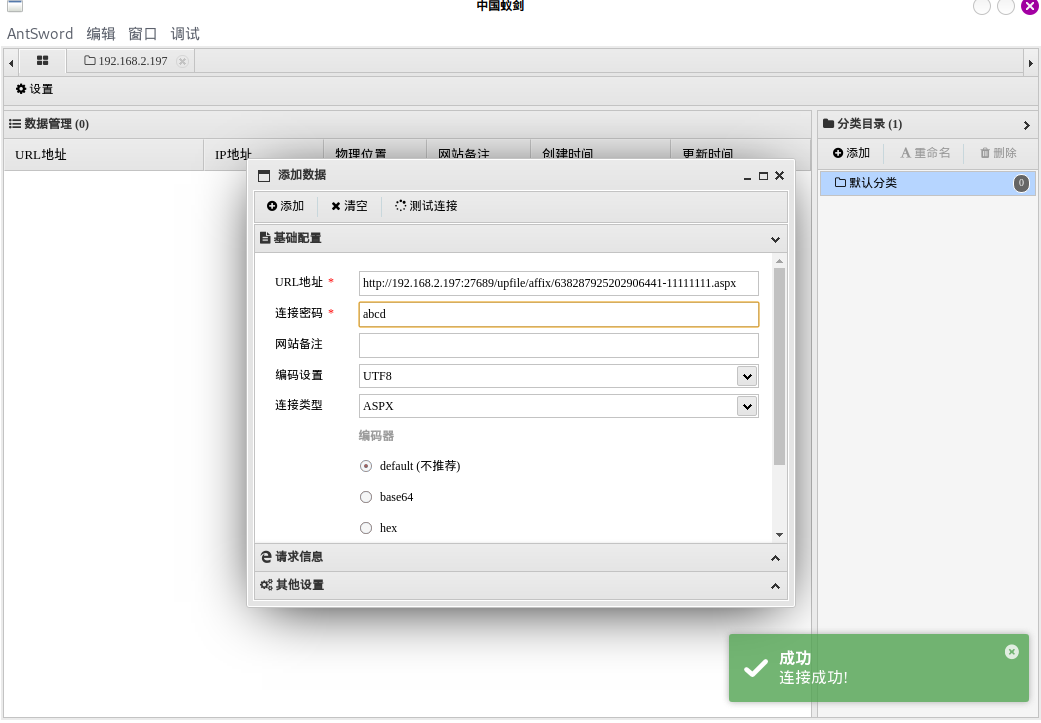 中国蚁剑
AntSword 编辑 窗口 调试
192.168.2.197
设置
数据管理 (0)
分类目录 (1)
URL地址 IP地址 物理位置 网站备注 创建时间 更新时间
添加 重命名 删除
默认分类 0
添加数据
添加 清空 测试连接
基础配置
URL地址 * http://192.168.2.197:27689/upfile/affix/638287925202906441-11111111.aspx
连接密码 * abcd
网站备注
编码设置 UTF8
连接类型 ASPX
编码器
default (不推荐)
base64
hex
请求信息
其他设置
成功
连接成功!